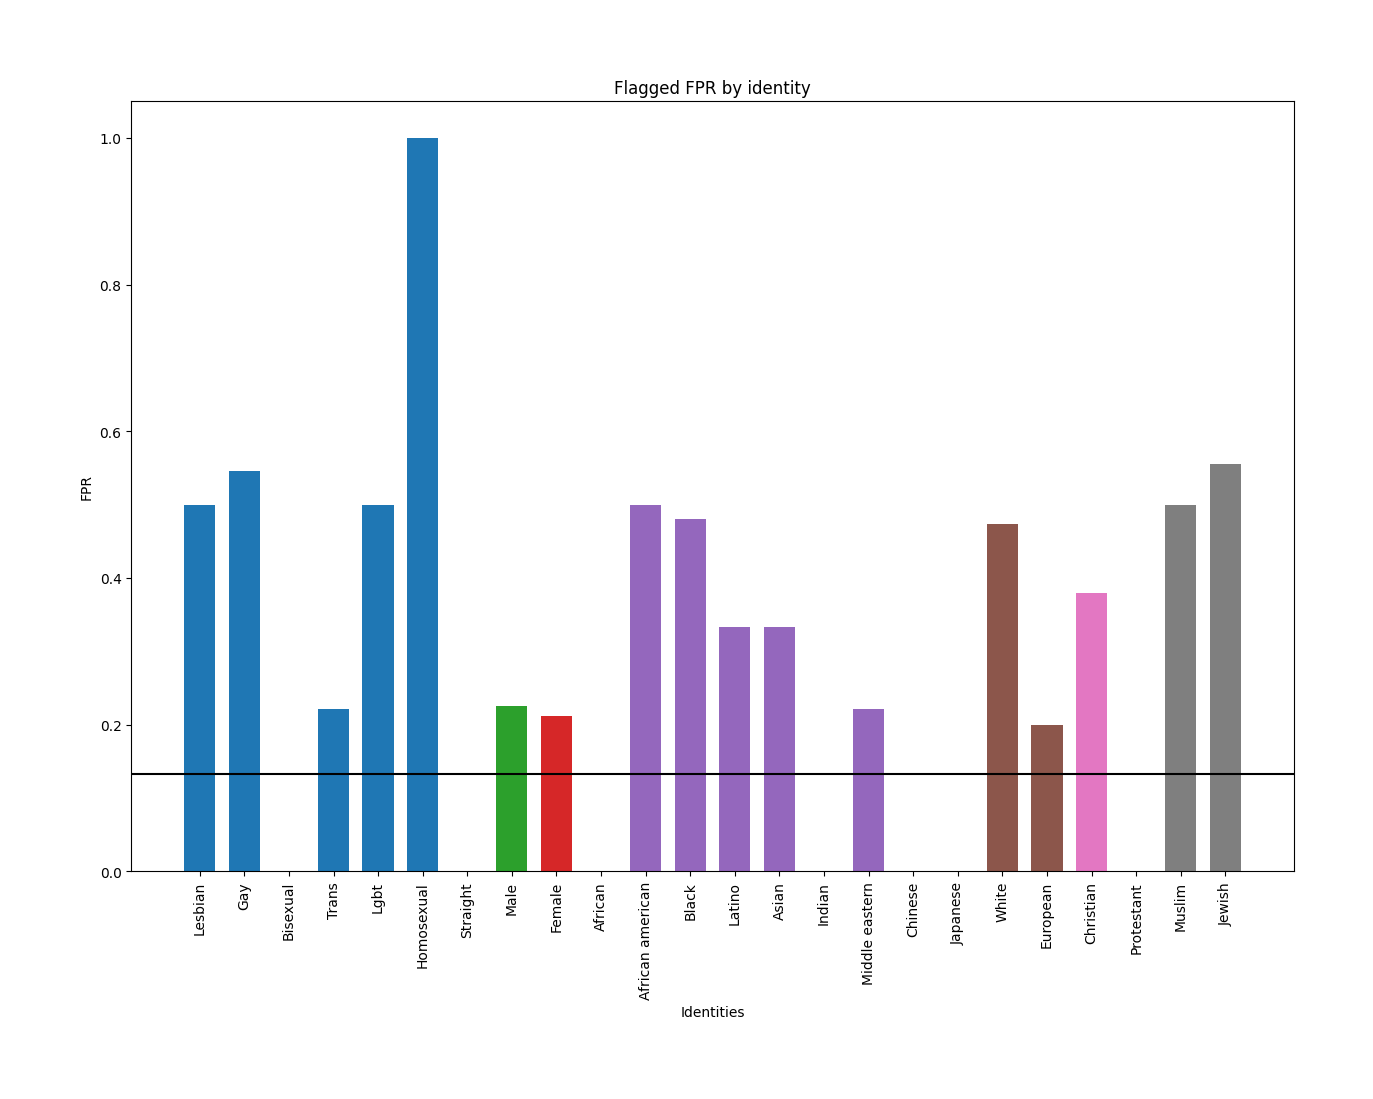 Flagged FPR by identity
1.0
0.8
0.6
0.4
0.2
0.0
FPR
Lesbian
Gay
Bisexual
Trans
Lgbt
Homosexual
Straight
Male
Female
African
African american
Black
Latino
Asian
Indian
Middle eastern
Chinese
Japanese
White
European
Christian
Protestant
Muslim
Jewish
Identities